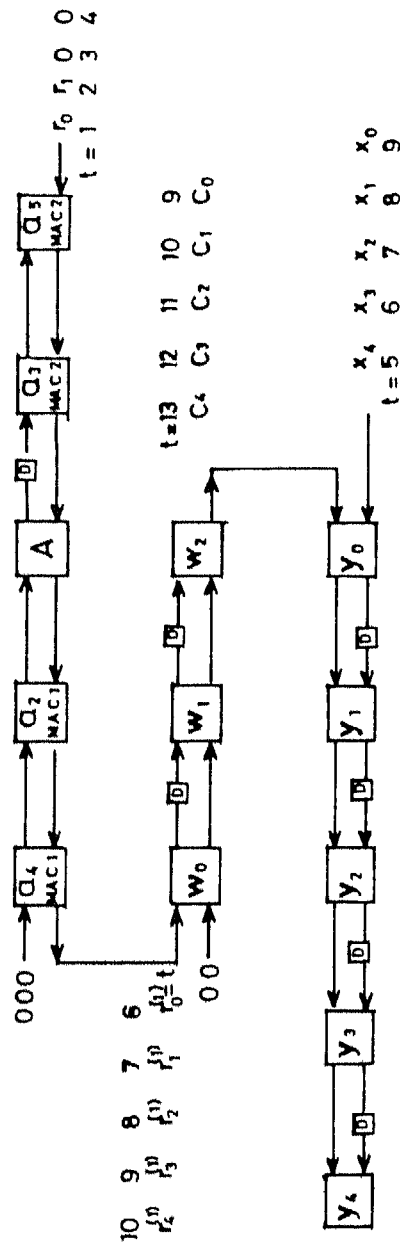 000
a₄ MAC1
a₂ MAC1
A
D
a₃ MAC2
a₅ MAC2
r₀ r₁ 0 0
t = 1 2 3 4
10 9 8 7 6
r₄⁽¹⁾ r₃⁽¹⁾ r₂⁽¹⁾ r₁⁽¹⁾ r₀⁽¹⁾=t
00
w₀
D
w₁
D
w₂
t=13 12 11 10 9
C₄ C₃ C₂ C₁ C₀
y₄
D
y₃
D
y₂
D
y₁
D
y₀
x₄ x₃ x₂ x₁ x₀
t=5 6 7 8 9